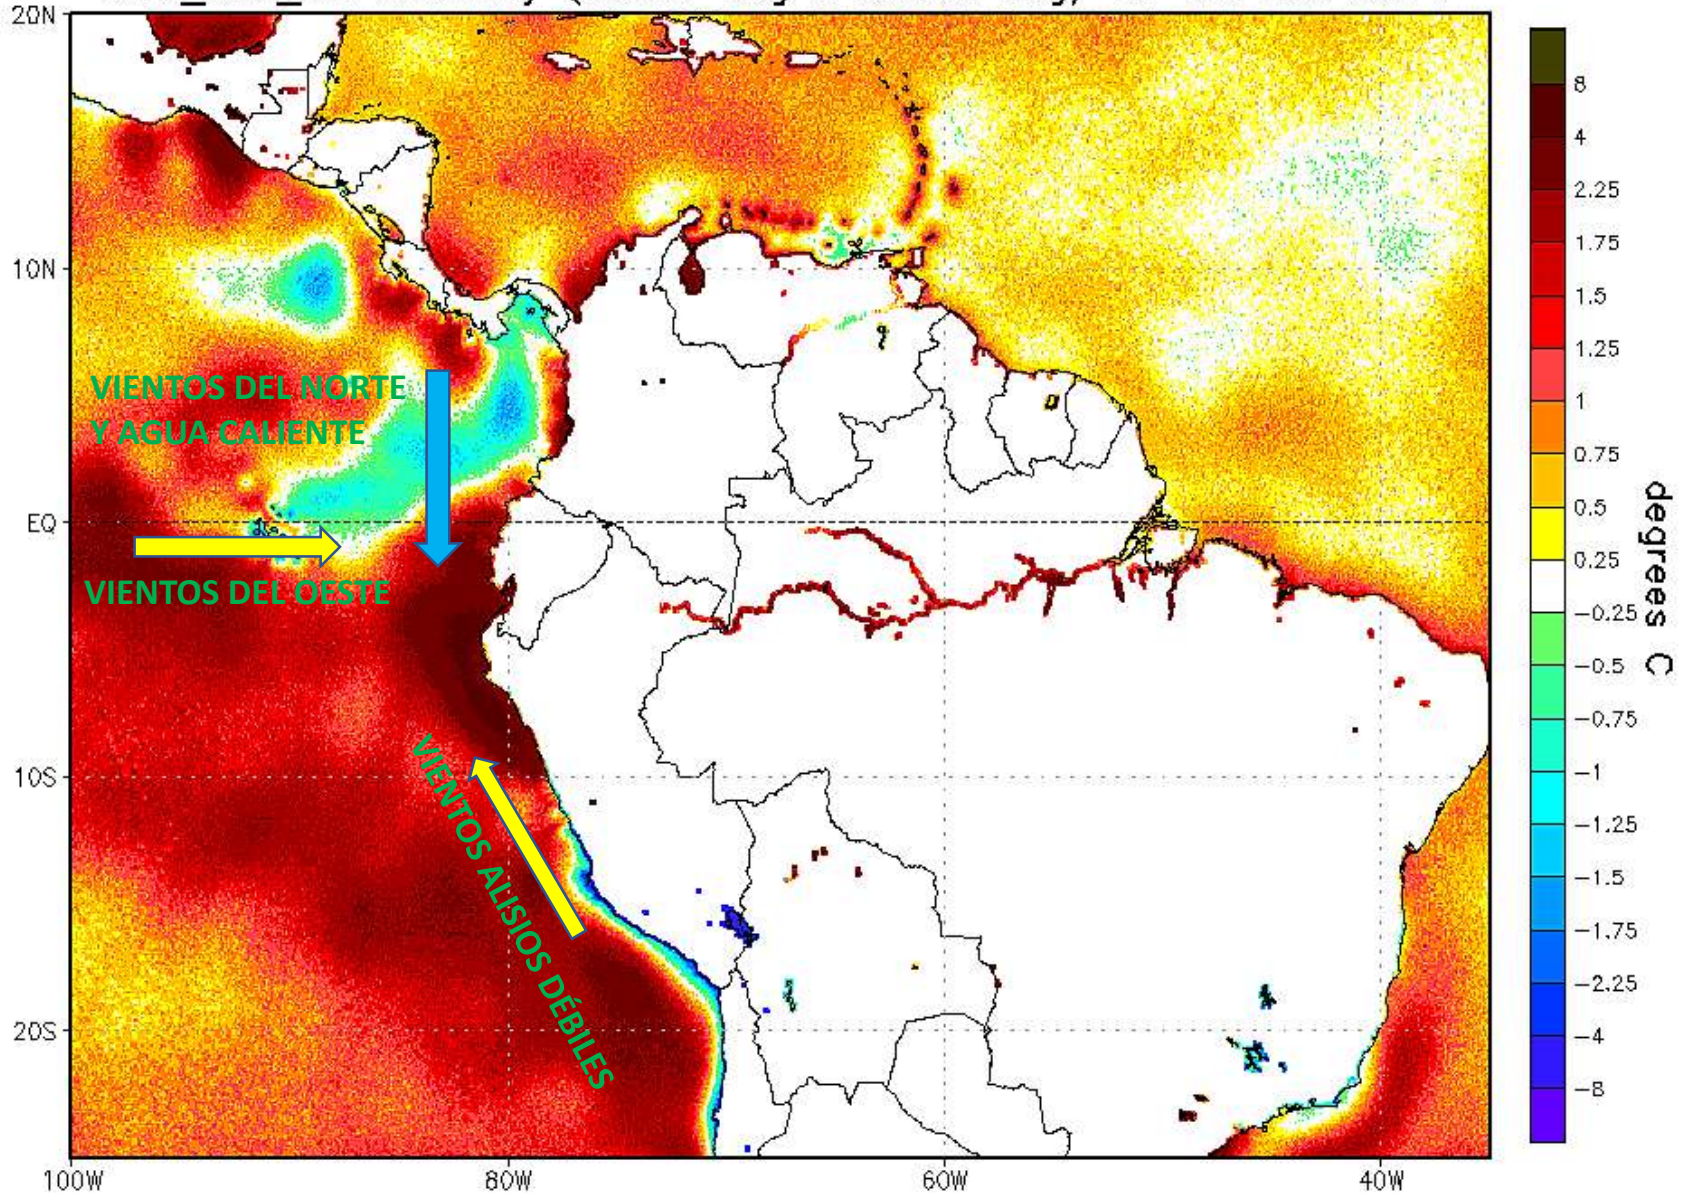 20N
10N
EQ
10S
20S
100W
80W
60W
40W
VIENTOS DEL NORTE
Y AGUA CALIENTE
VIENTOS DEL OESTE
VIENTOS ALISIOS DÉBILES
8
4
2.25
1.75
1.5
1.25
1
0.75
0.5
0.25
−0.25
−0.5
−0.75
−1
−1.25
−1.5
−1.75
−2.25
−4
−8
degrees C